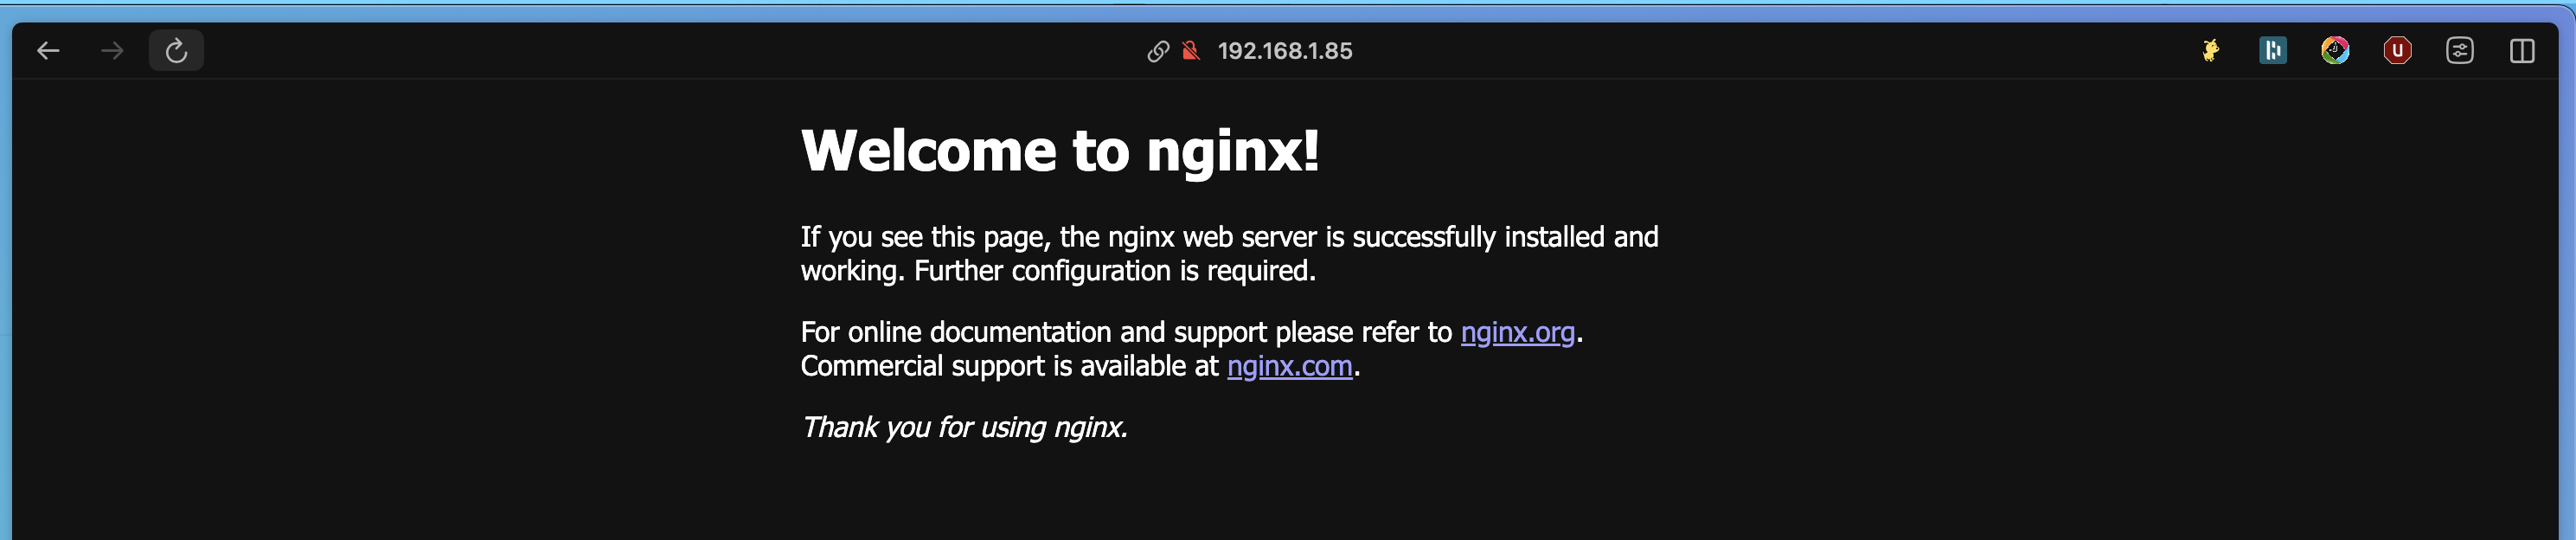 192.168.1.85
U
Welcome to nginx!
If you see this page, the nginx web server is successfully installed and
working. Further configuration is required.
For online documentation and support please refer to nginx.org.
Commercial support is available at nginx.com.
Thank you for using nginx.